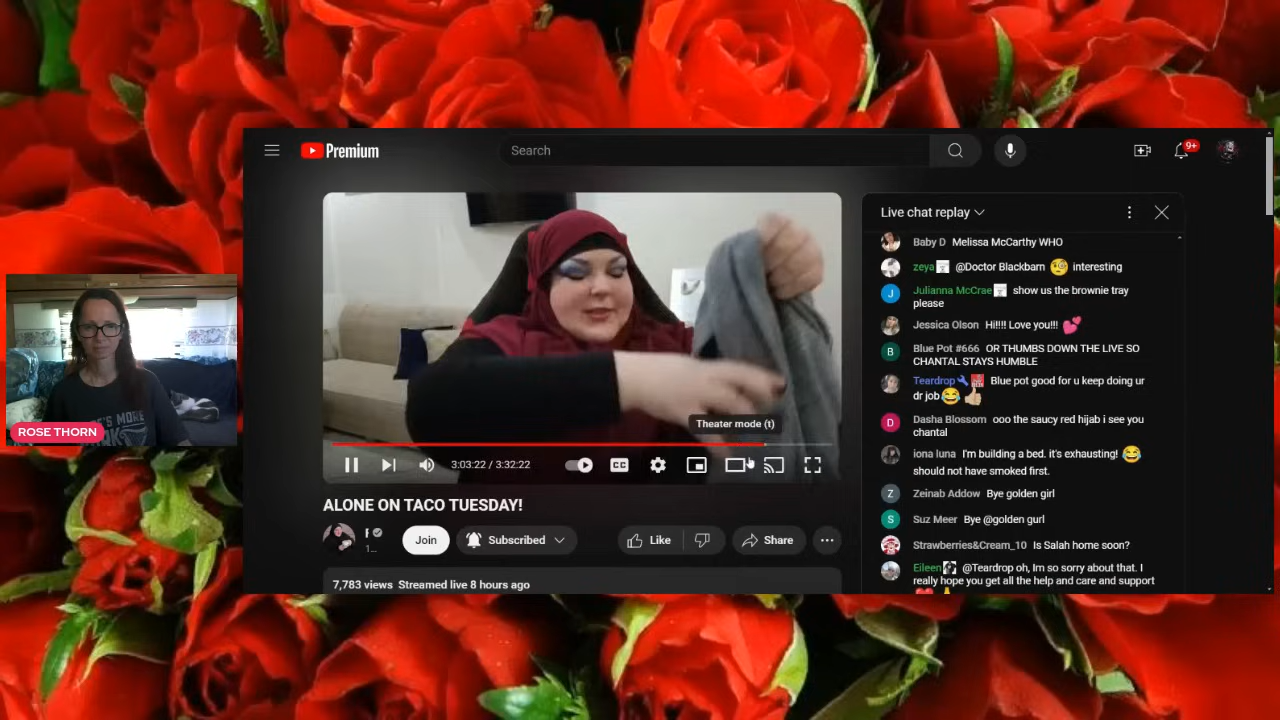 Premium
Search
9+
Live chat replay
Baby D Melissa McCarthy WHO
zeya @Doctor Blackbarn interesting
Julianna McCrae show us the brownie tray
please
Jessica Olson Hi!!!! Love you!!!
Blue Pot #666 OR THUMBS DOWN THE LIVE SO
CHANTAL STAYS HUMBLE
Teardrop Blue pot good for u keep doing ur
dr job
Dasha Blossom ooo the saucy red hijab i see you
chantal
iona luna I'm building a bed. it's exhausting!
should not have smoked first.
Zeinab Addow Bye golden girl
Suz Meer Bye @golden gurl
Strawberries&Cream_10 Is Salah home soon?
Eileen @Teardrop oh, Im so sorry about that. I
really hope you get all the help and care and support
Theater mode (t)
3:03:22 / 3:32:22
CC
ALONE ON TACO TUESDAY!
Join
Subscribed
Like
Share
1...
7,783 views Streamed live 8 hours ago
ROSE THORN